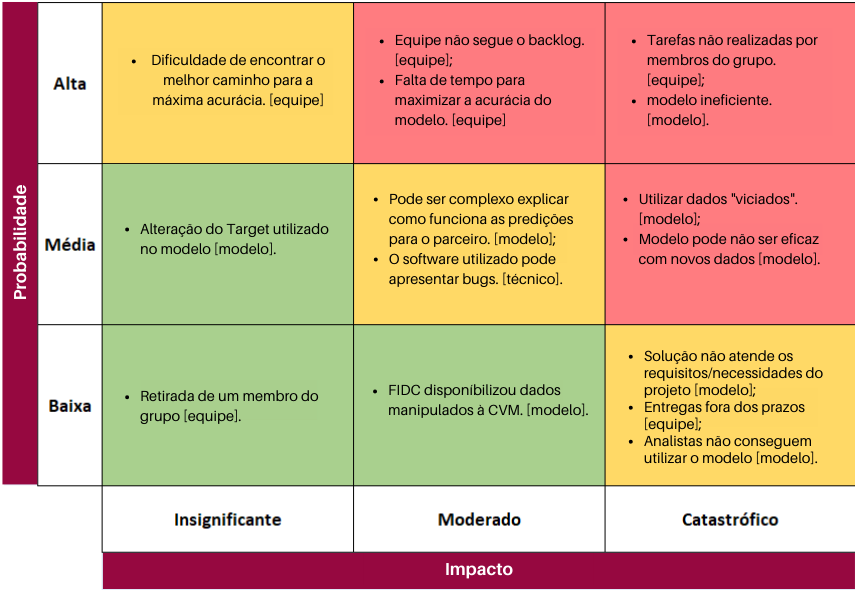 Probabilidade
Alta
• Dificuldade de encontrar o
melhor caminho para a
máxima acurácia. [equipe]
• Equipe não segue o backlog.
[equipe];
• Falta de tempo para
maximizar a acurácia do
modelo. [equipe]
• Tarefas não realizadas por
membros do grupo.
[equipe];
• modelo ineficiente.
[modelo].
Média
• Alteração do Target utilizado
no modelo [modelo].
• Pode ser complexo explicar
como funciona as predições
para o parceiro. [modelo];
• O software utilizado pode
apresentar bugs. [técnico].
• Utilizar dados "viciados".
[modelo];
• Modelo pode não ser eficaz
com novos dados [modelo].
Baixa
• Retirada de um membro do
grupo [equipe].
• FIDC disponíbilizou dados
manipulados à CVM. [modelo].
• Solução não atende os
requisitos/necessidades do
projeto [modelo];
• Entregas fora dos prazos
[equipe];
• Analistas não conseguem
utilizar o modelo [modelo].
Insignificante
Moderado
Catastrófico
Impacto